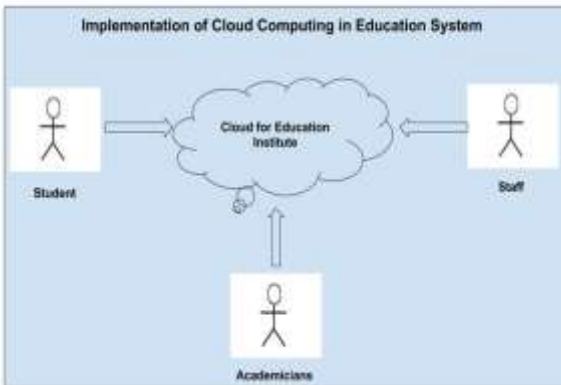 Implementation of Cloud Computing in Education System
Cloud for Education
Institute
Student
Staff
Academicians